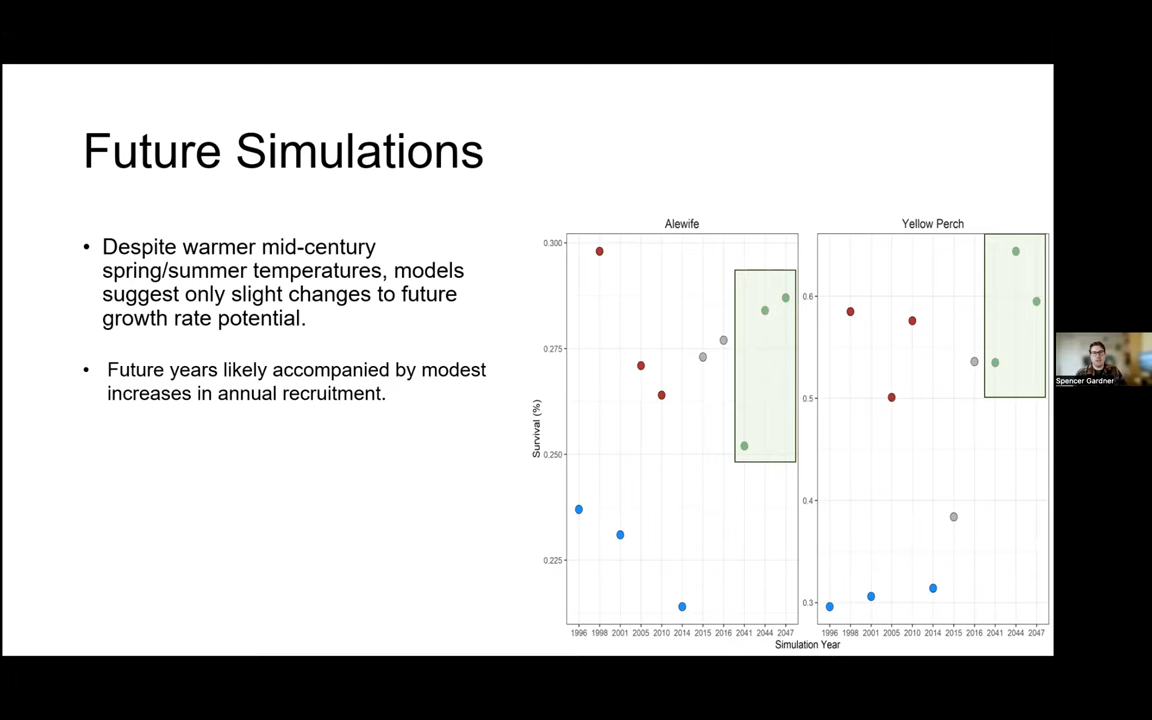 Future Simulations
• Despite warmer mid-century
spring/summer temperatures, models
suggest only slight changes to future
growth rate potential.
• Future years likely accompanied by modest
increases in annual recruitment.
Alewife
Yellow Perch
Survival (%)
0.300
0.275
0.250
0.225
0.6
0.5
0.4
0.3
1996 1998 2001 2005 2010 2014 2015 2016 2041 2044 2047
1996 1998 2001 2005 2010 2014 2015 2016 2041 2044 2047
Simulation Year
Spencer Gardner